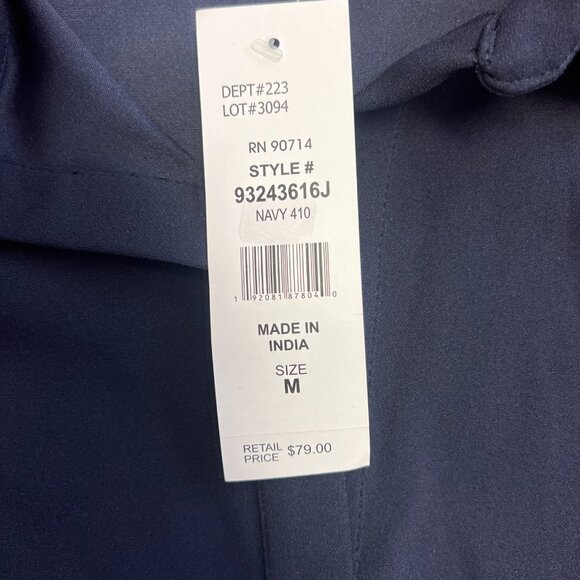 DEPT#223
LOT#3094
RN 90714
STYLE #
93243616J
NAVY 410
1 92081 87804 0
MADE IN
INDIA
SIZE
M
RETAIL
PRICE $79.00